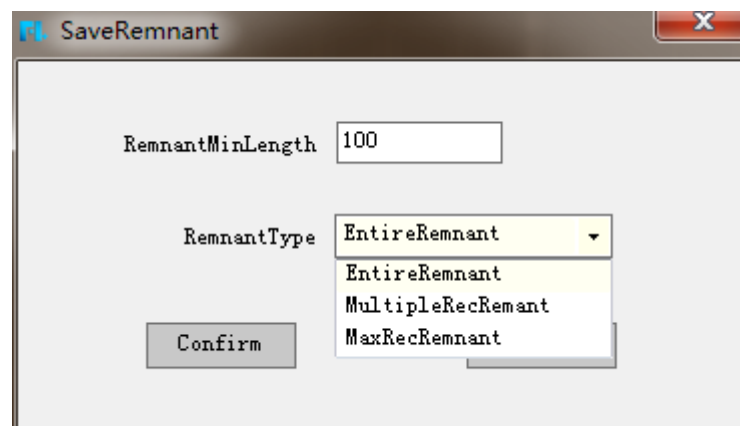 SaveRemnant
RemnantMinLength 100
RemnantType EntireRemnant
EntireRemnant
MultipleRecRemant
MaxRecRemnant
Confirm